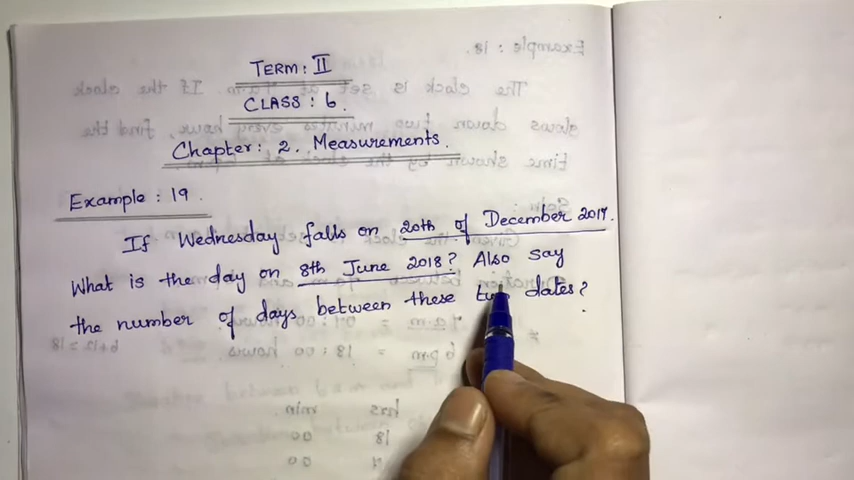 TERM: II
CLASS : 6.
Chapter: 2. Measurements.
Example : 19.
If Wednesday falls on 20th of December 2017.
What is the day on 8th June 2018? Also say
the number of days between these two dates?